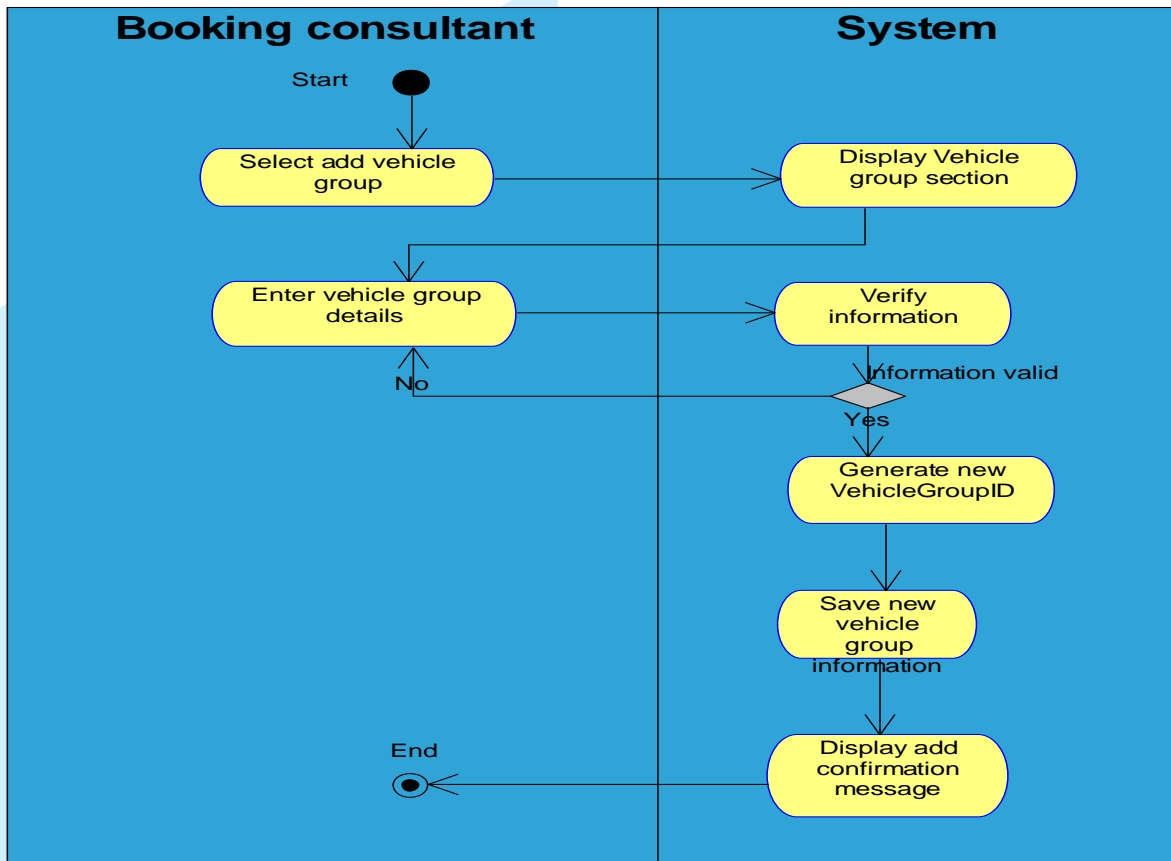 Booking consultant
System
Start
Select add vehicle
group
Display Vehicle
group section
Enter vehicle group
details
Verify
information
Information valid
No
Yes
Generate new
VehicleGroupID
Save new
vehicle
group
information
Display add
confirmation
message
End